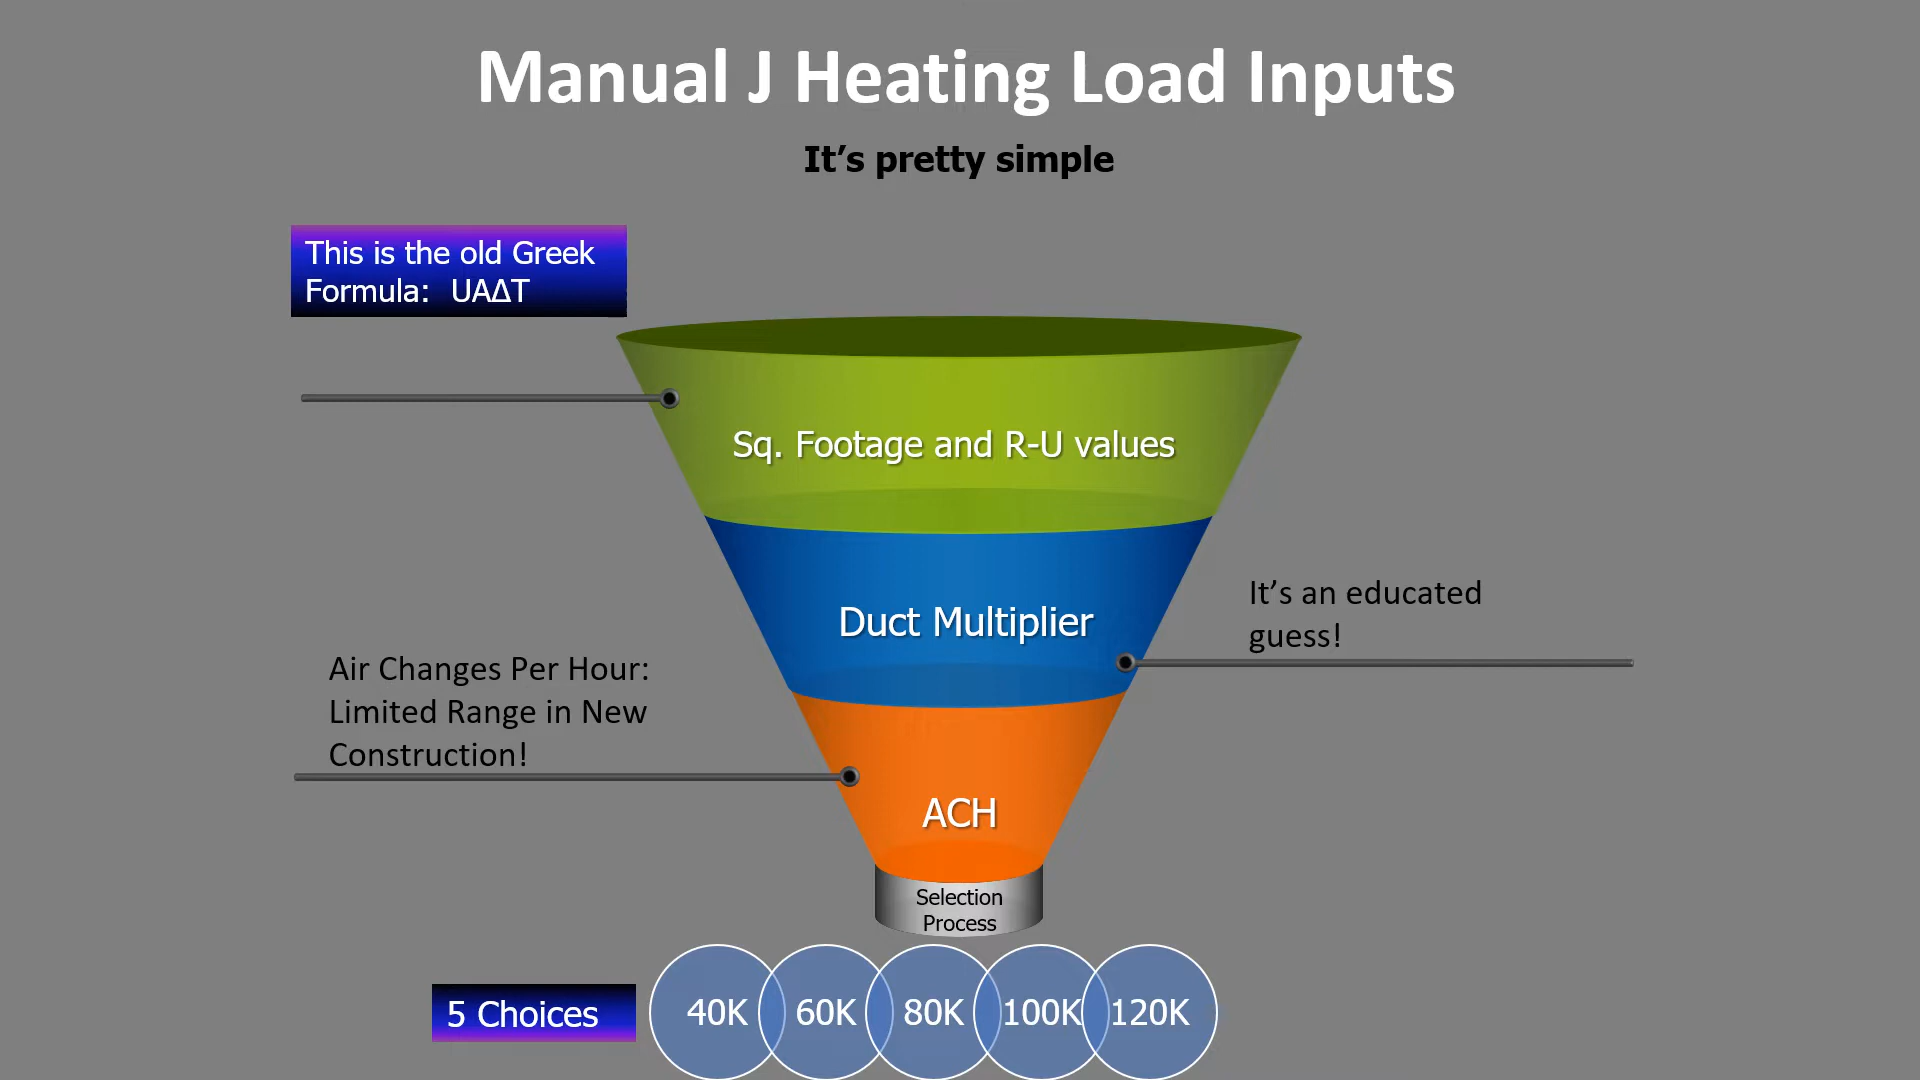 Manual J Heating Load Inputs
It’s pretty simple
This is the old Greek
Formula:  UAΔT
Sq. Footage and R-U values
Duct Multiplier
It’s an educated
guess!
Air Changes Per Hour:
Limited Range in New
Construction!
ACH
Selection
Process
5 Choices
40K 60K 80K 100K 120K